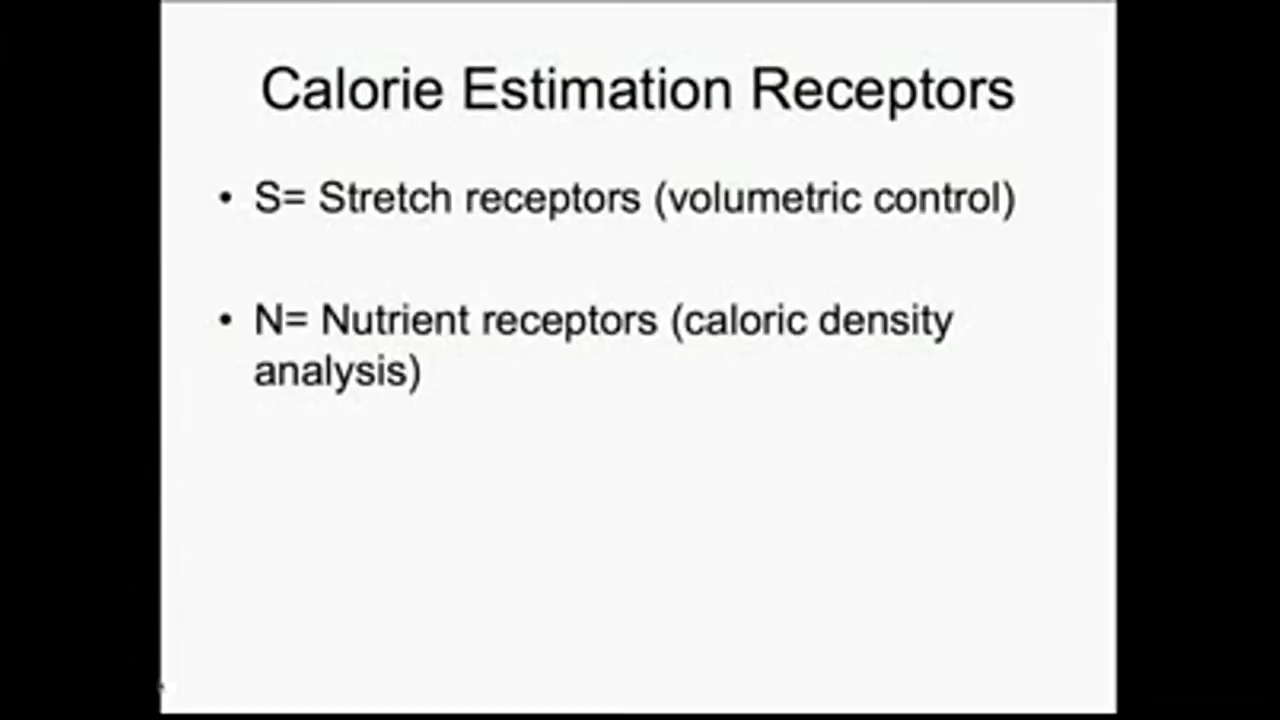 Calorie Estimation Receptors
• S= Stretch receptors (volumetric control)
• N= Nutrient receptors (caloric density
analysis)